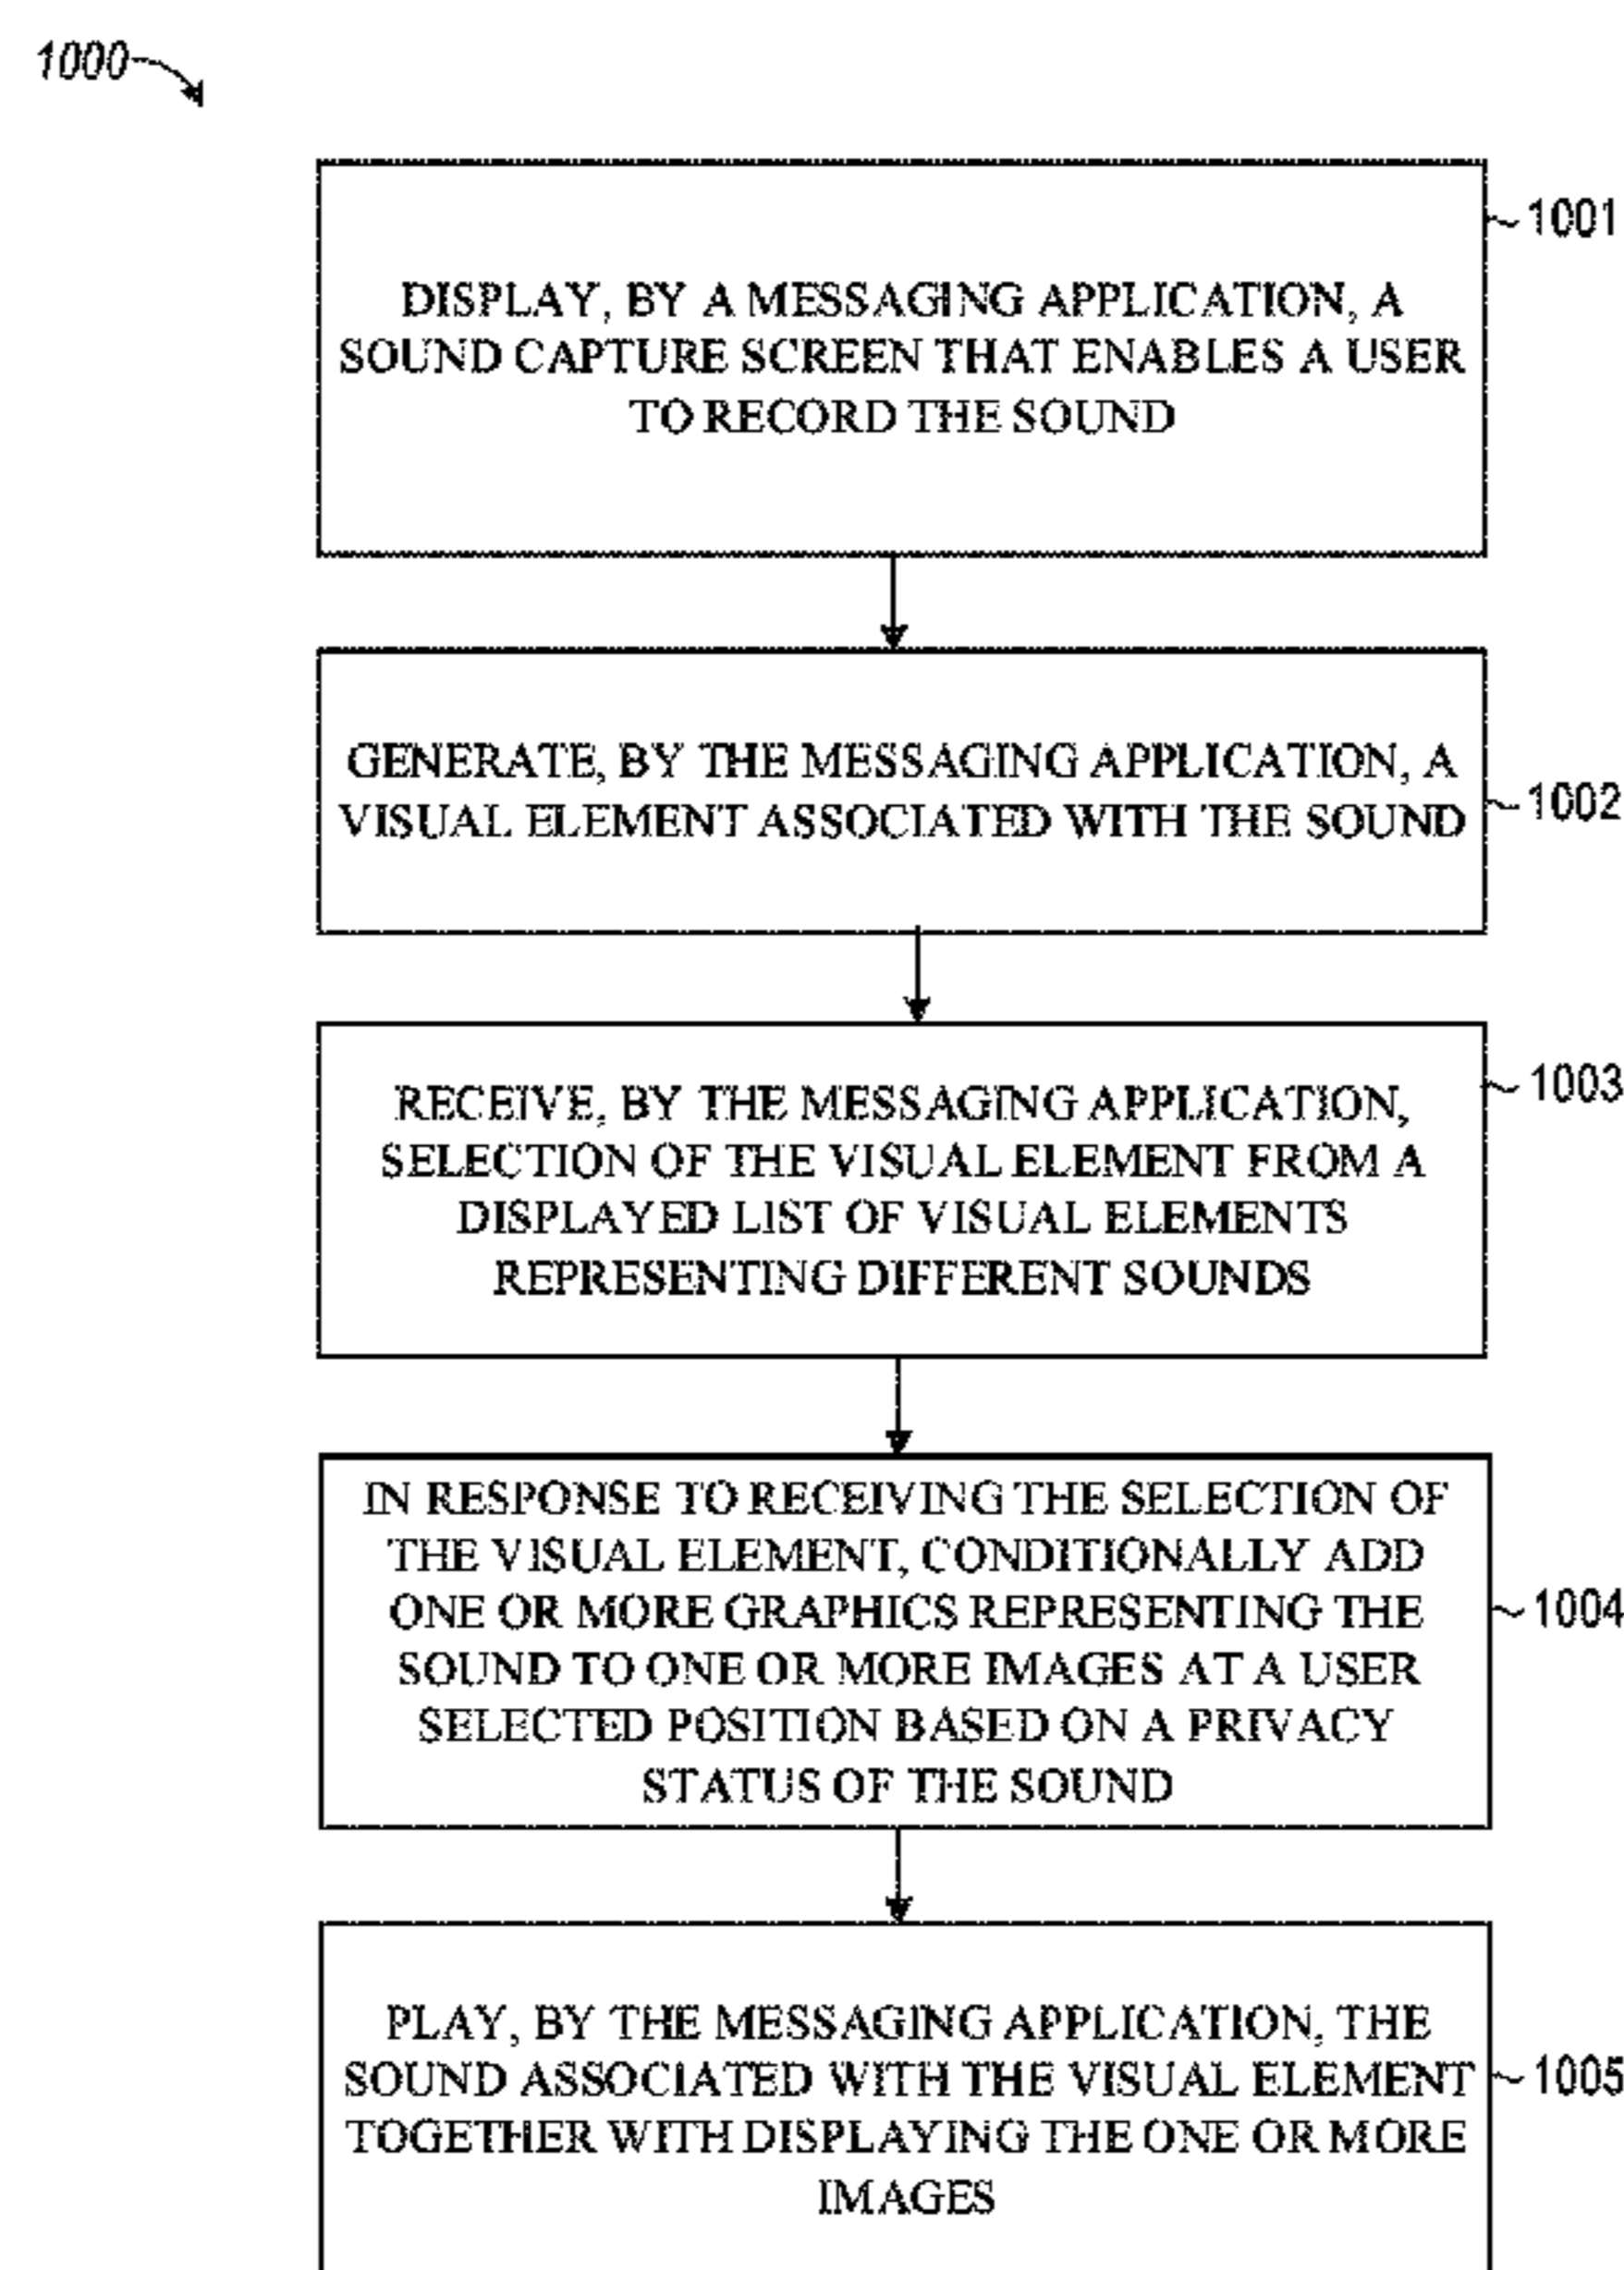 1000
1001
DISPLAY, BY A MESSAGING APPLICATION, A
SOUND CAPTURE SCREEN THAT ENABLES A USER
TO RECORD THE SOUND
GENERATE, BY THE MESSAGING APPLICATION, A
VISUAL ELEMENT ASSOCIATED WITH THE SOUND
1002
RECEIVE, BY THE MESSAGING APPLICATION,
SELECTION OF THE VISUAL ELEMENT FROM A
DISPLAYED LIST OF VISUAL ELEMENTS
REPRESENTING DIFFERENT SOUNDS
1003
IN RESPONSE TO RECEIVING THE SELECTION OF
THE VISUAL ELEMENT, CONDITIONALLY ADD
ONE OR MORE GRAPHICS REPRESENTING THE
SOUND TO ONE OR MORE IMAGES AT A USER
SELECTED POSITION BASED ON A PRIVACY
STATUS OF THE SOUND
1004
PLAY, BY THE MESSAGING APPLICATION, THE
SOUND ASSOCIATED WITH THE VISUAL ELEMENT
TOGETHER WITH DISPLAYING THE ONE OR MORE
IMAGES
1005